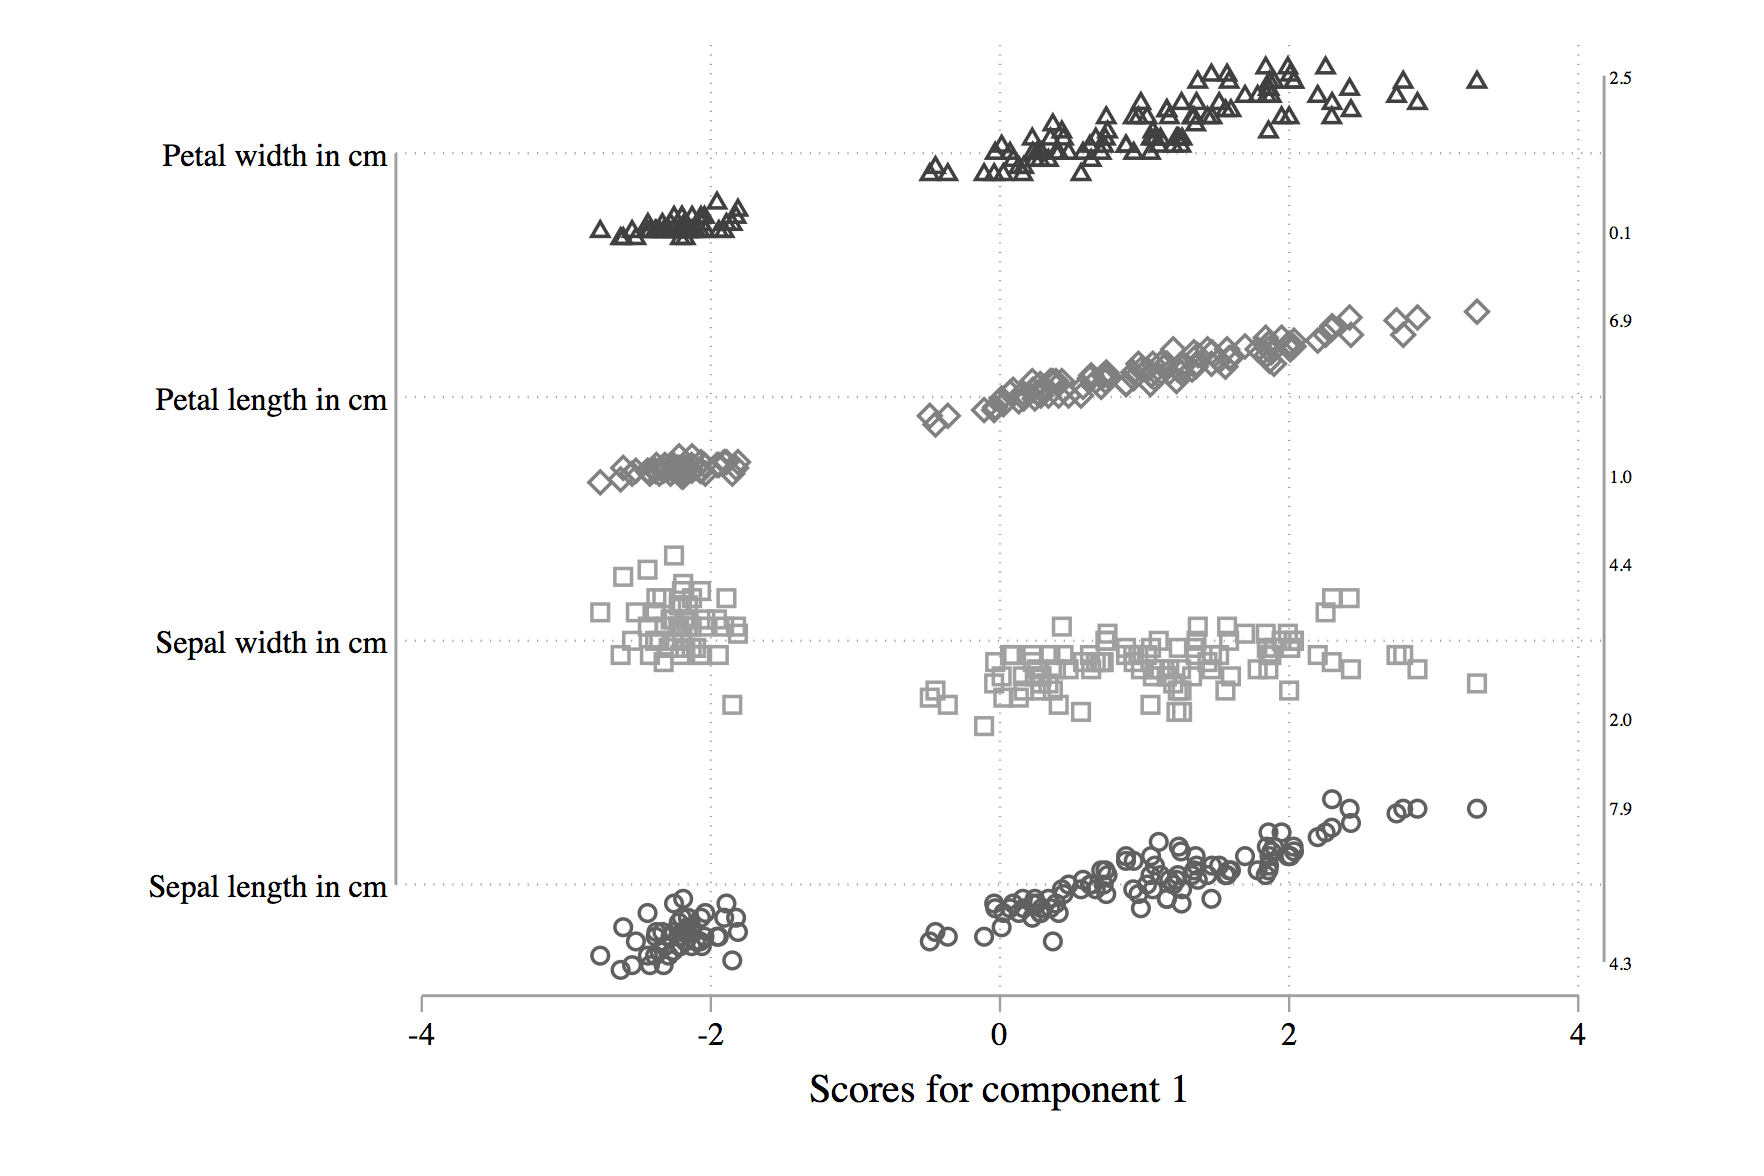 2.5
Petal width in cm
0.1
6.9
Petal length in cm
1.0
4.4
Sepal width in cm
2.0
7.9
Sepal length in cm
4.3
-4 -2 0 2 4
Scores for component 1